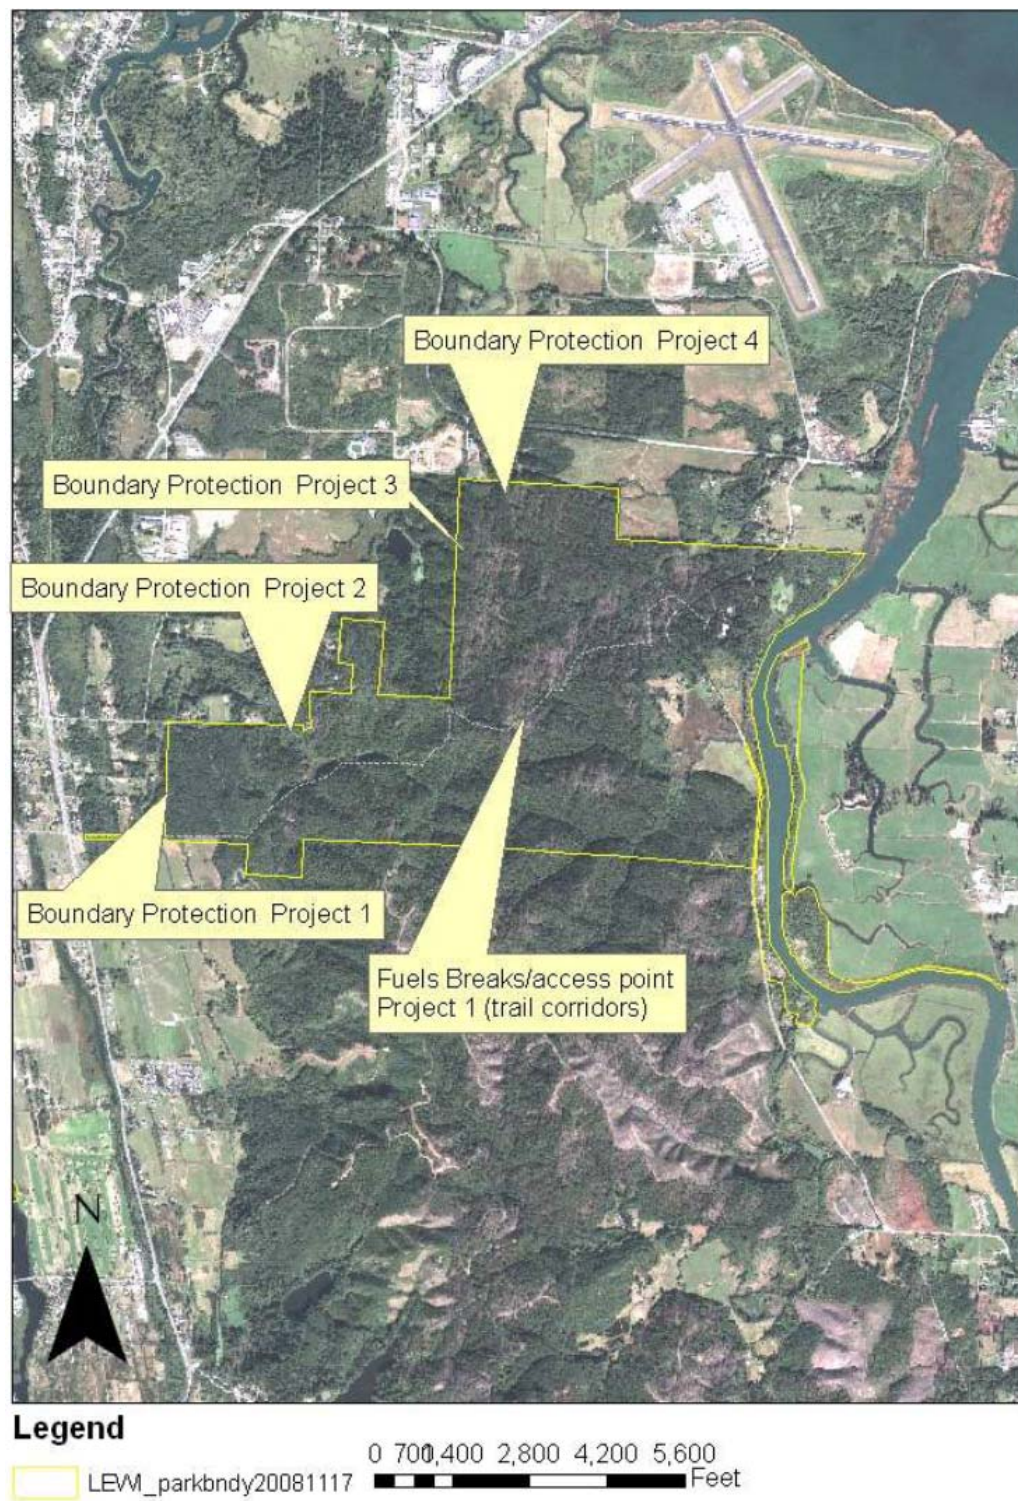 Boundary Protection Project 4
Boundary Protection Project 3
Boundary Protection Project 2
Boundary Protection Project 1
Fuels Breaks/access point
Project 1 (trail corridors)
N
Legend
LEWI_parkbndy20081117
0 700 1,400 2,800 4,200 5,600
Feet